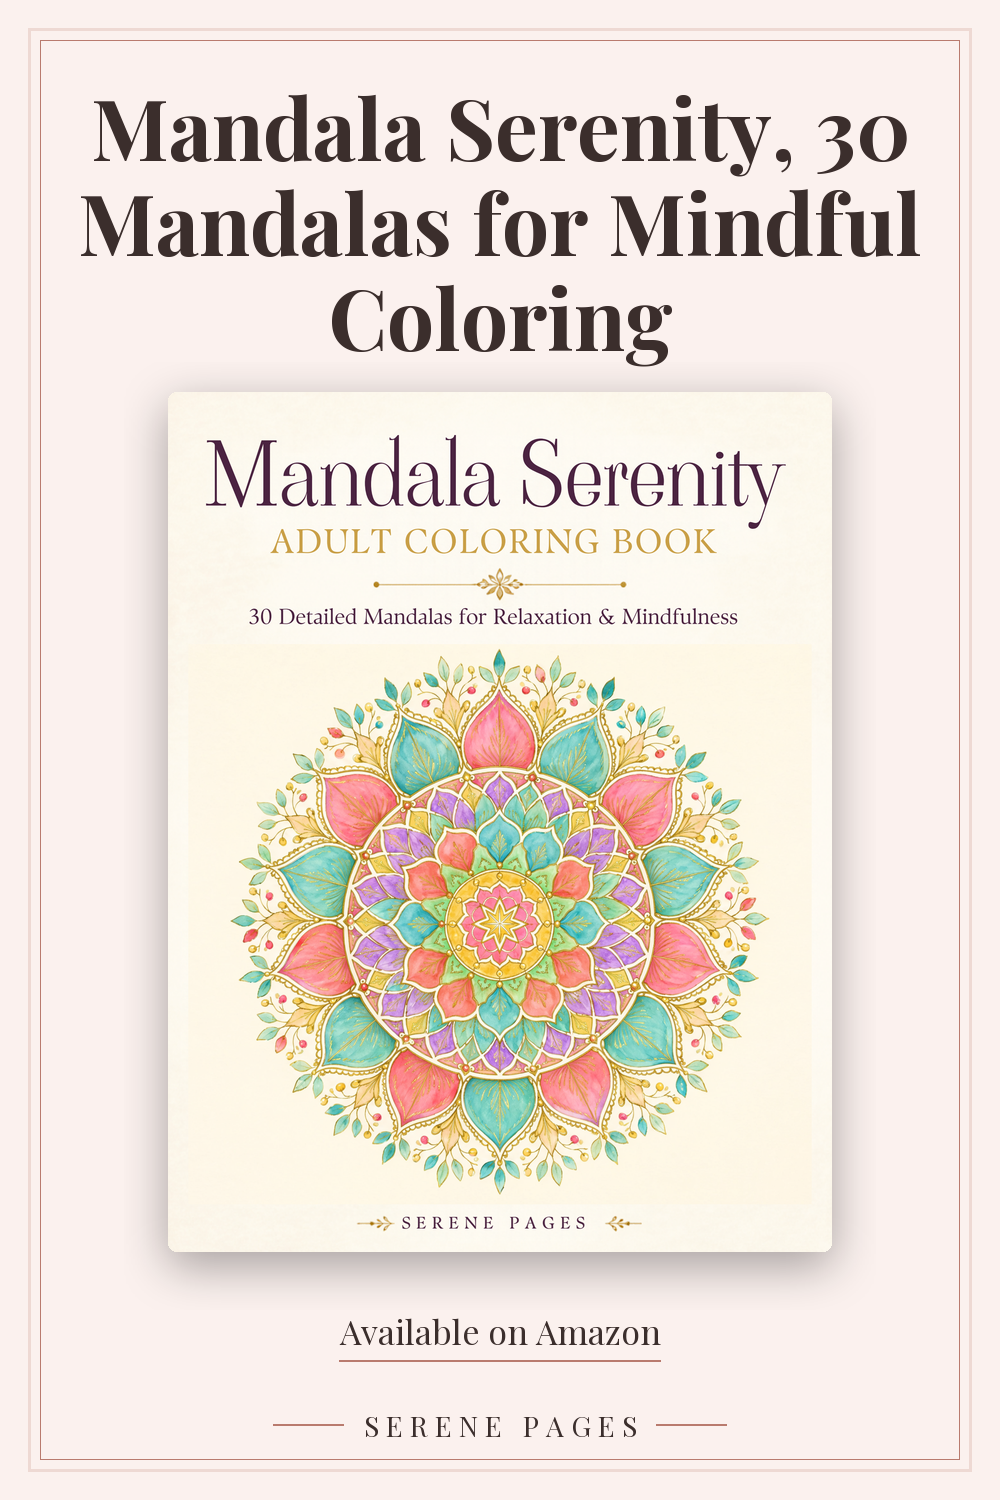 Mandala Serenity, 30
Mandalas for Mindful
Coloring
Mandala Serenity
ADULT COLORING BOOK
30 Detailed Mandalas for Relaxation & Mindfulness
SERENE PAGES
Available on Amazon
SERENE PAGES